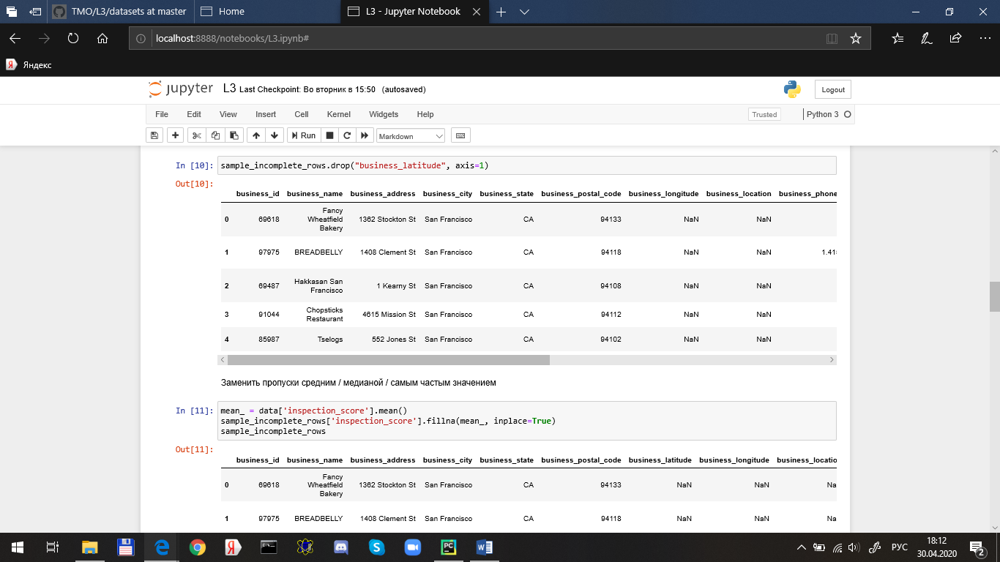 TMO/L3/datasets at master
Home
L3 - Jupyter Notebook
localhost:8888/notebooks/L3.ipynb#
Я Яндекс
jupyter L3 Last Checkpoint: Во вторник в 15:50 (autosaved)
Logout
File Edit View Insert Cell Kernel Widgets Help
Trusted Python 3
Run Markdown
In [10]: sample_incomplete_rows.drop("business_latitude", axis=1)
Out[10]:
business_id business_name business_address business_city business_state business_postal_code business_longitude business_location business_phone
0 69618 Fancy Wheatfield Bakery 1362 Stockton St San Francisco CA 94133 NaN NaN
1 97975 BREADBELLY 1408 Clement St San Francisco CA 94118 NaN NaN 1.41
2 69487 Hakkasan San Francisco 1 Kearny St San Francisco CA 94108 NaN NaN
3 91044 Chopsticks Restaurant 4615 Mission St San Francisco CA 94112 NaN NaN
4 85987 Tselogs 552 Jones St San Francisco CA 94102 NaN NaN
Заменить пропуски средним / медианой / самым частым значением
In [11]: mean_ = data['inspection_score'].mean()
sample_incomplete_rows['inspection_score'].fillna(mean_, inplace=True)
sample_incomplete_rows
Out[11]:
business_id business_name business_address business_city business_state business_postal_code business_latitude business_longitude business_locatio
0 69618 Fancy Wheatfield Bakery 1362 Stockton St San Francisco CA 94133 NaN NaN Na
1 97975 BREADBELLY 1408 Clement St San Francisco CA 94118 NaN NaN Na
РУС
18:12
30.04.2020
2